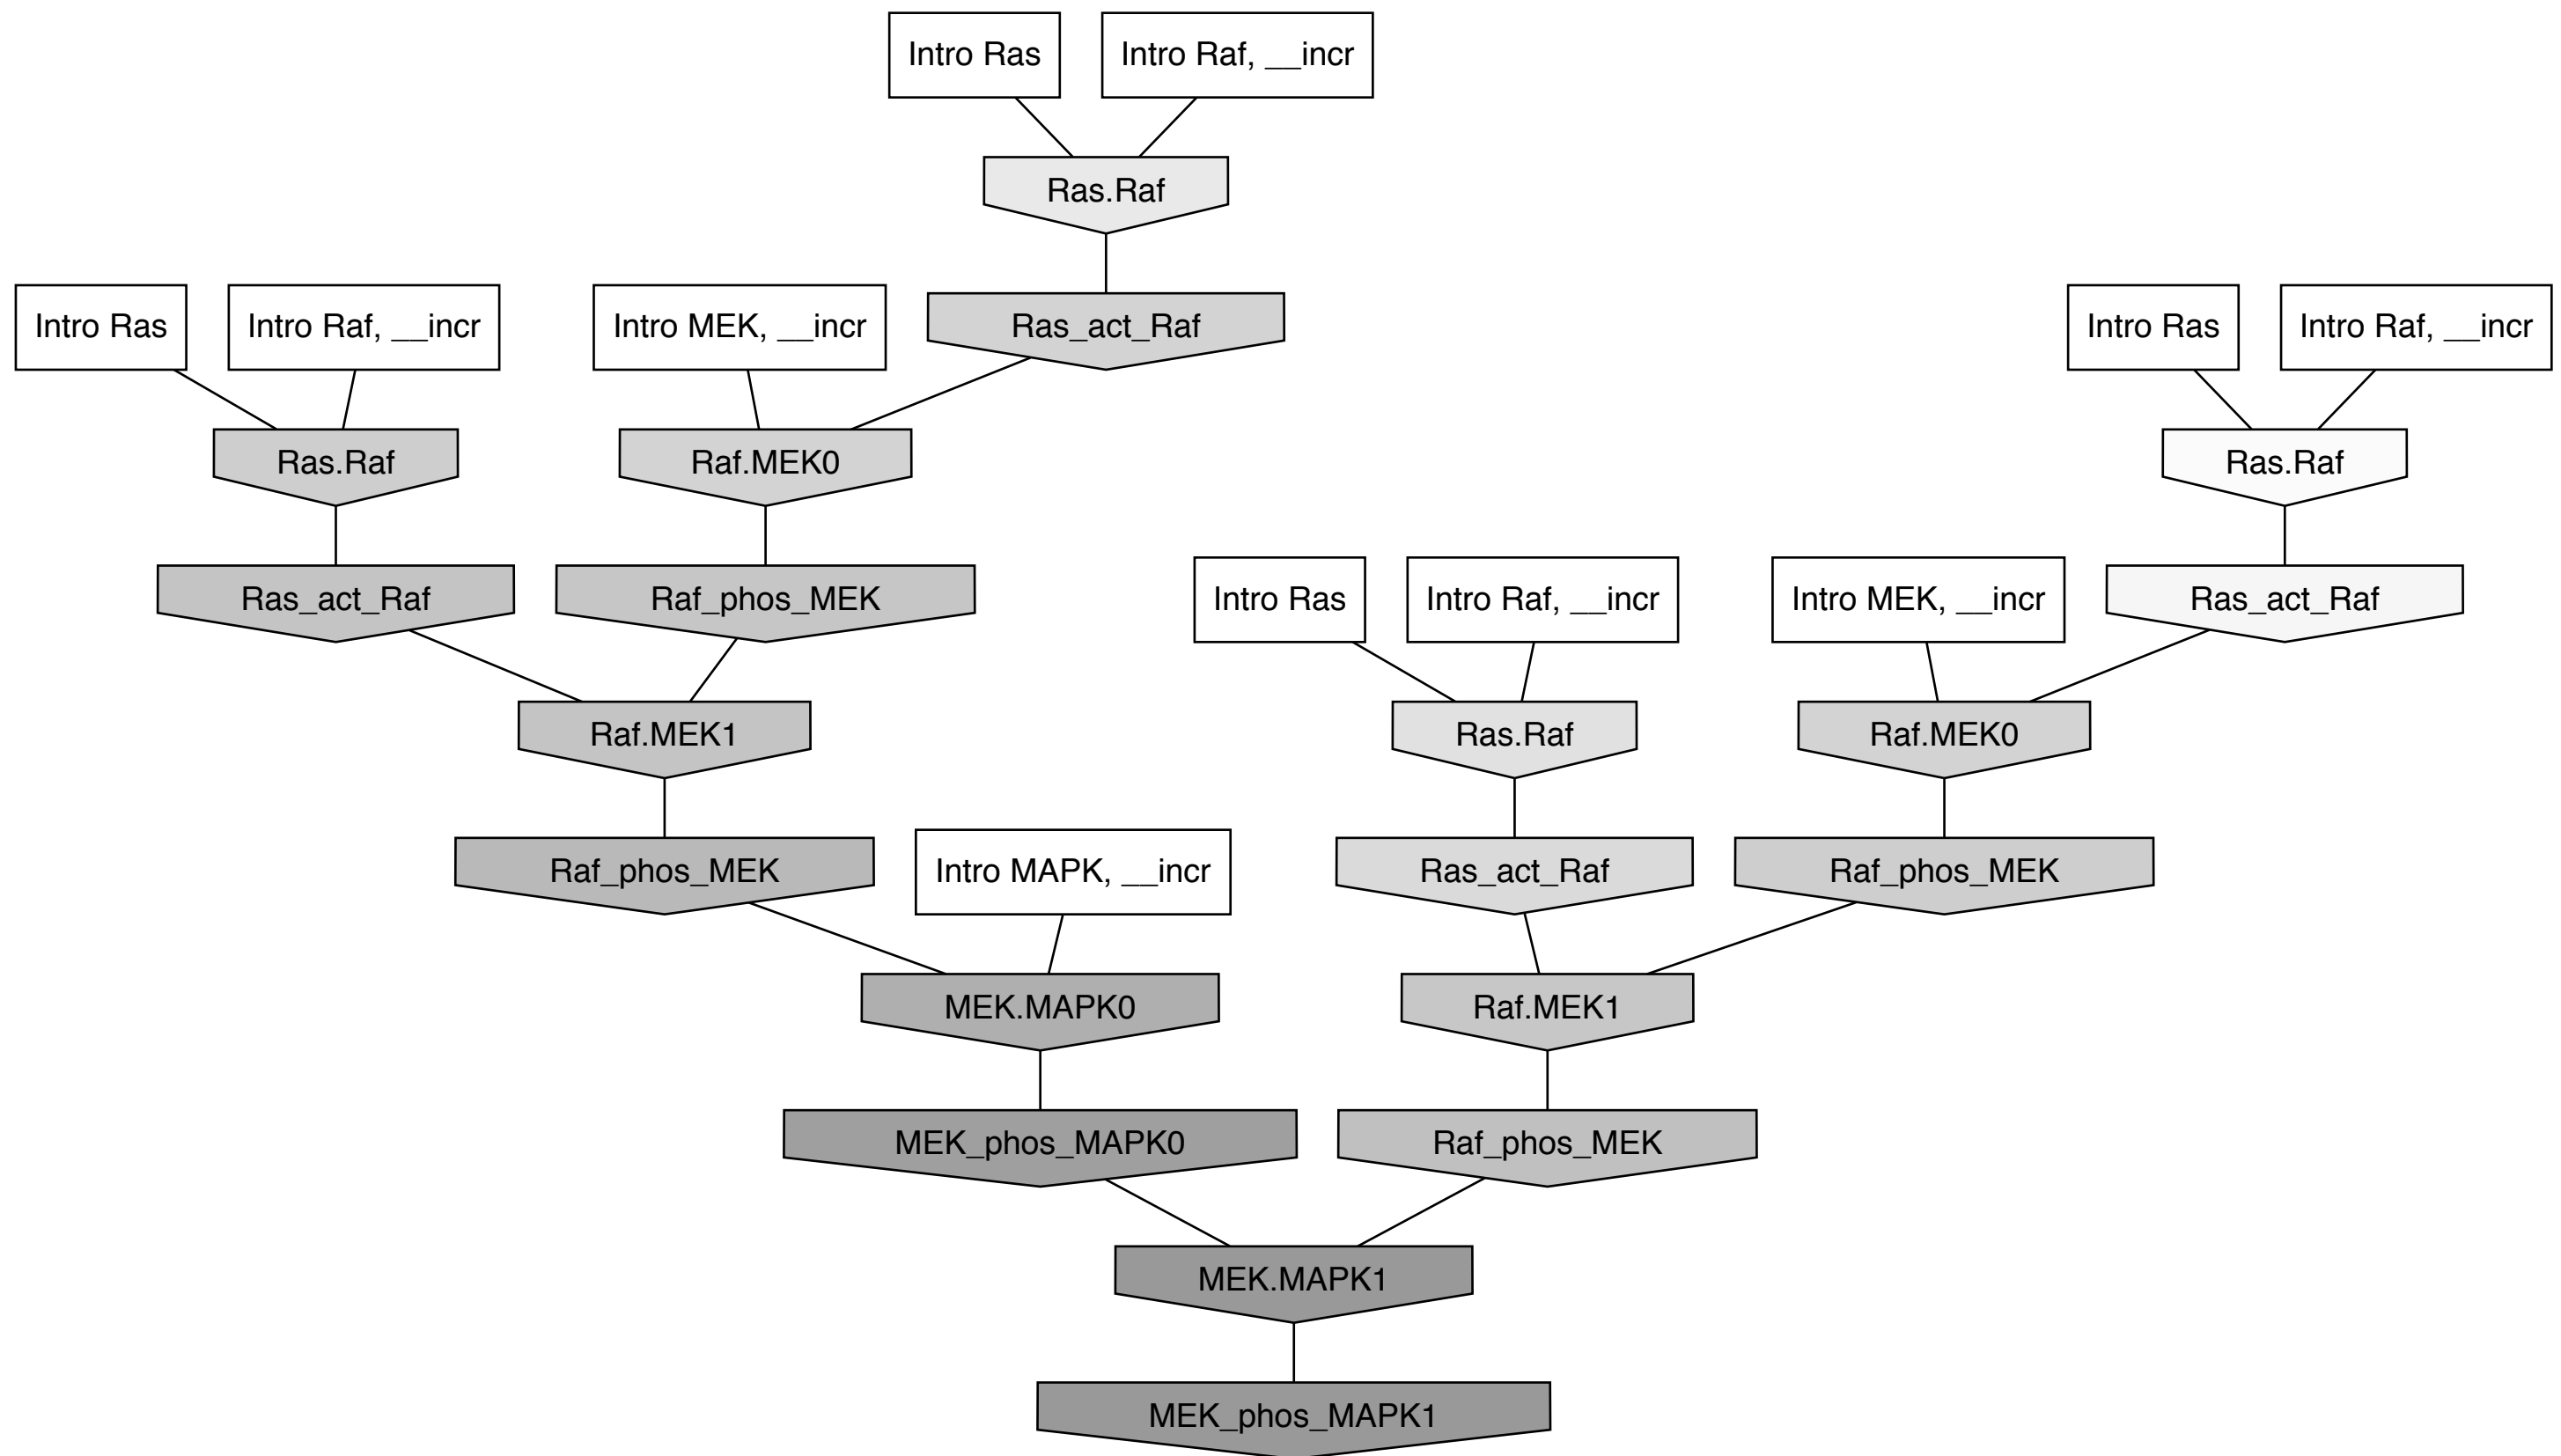 Intro Ras
Intro Raf, __incr
Ras.Raf
Intro Ras
Intro Raf, __incr
Intro MEK, __incr
Ras_act_Raf
Intro Ras
Intro Raf, __incr
Ras.Raf
Raf.MEK0
Ras.Raf
Ras_act_Raf
Raf_phos_MEK
Intro Ras
Intro Raf, __incr
Intro MEK, __incr
Ras_act_Raf
Raf.MEK1
Ras.Raf
Raf.MEK0
Raf_phos_MEK
Intro MAPK, __incr
Ras_act_Raf
Raf_phos_MEK
MEK.MAPK0
Raf.MEK1
MEK_phos_MAPK0
Raf_phos_MEK
MEK.MAPK1
MEK_phos_MAPK1